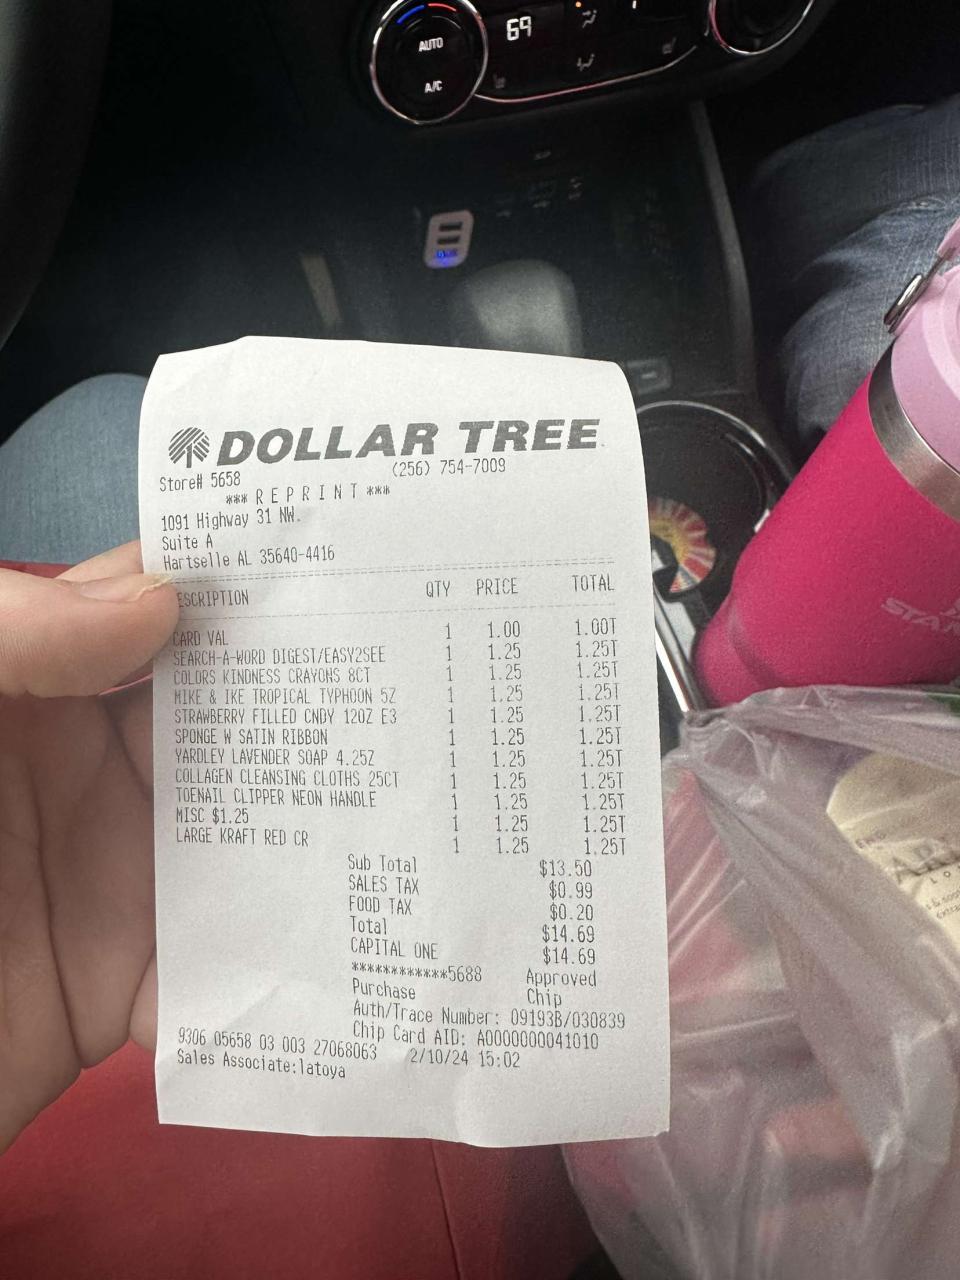 AUTO
69
A/C
DOLLAR TREE
Store# 5658 (256) 754-7009
*** R E P R I N T ***
1091 Highway 31 NW.
Suite A
Hartselle AL 35640-4416
ESCRIPTION QTY PRICE TOTAL
CARD VAL 1 1.00 1.00T
SEARCH-A-WORD DIGEST/EASY2SEE 1 1.25 1.25T
COLORS KINDNESS CRAYONS 8CT 1 1.25 1.25T
MIKE & IKE TROPICAL TYPHOON 5Z 1 1.25 1.25T
STRAWBERRY FILLED CNDY 12OZ E3 1 1.25 1.25T
SPONGE W SATIN RIBBON 1 1.25 1.25T
YARDLEY LAVENDER SOAP 4.25Z 1 1.25 1.25T
COLLAGEN CLEANSING CLOTHS 25CT 1 1.25 1.25T
TOENAIL CLIPPER NEON HANDLE 1 1.25 1.25T
MISC $1.25 1 1.25 1.25T
LARGE KRAFT RED CR 1 1.25 1.25T
Sub Total $13.50
SALES TAX $0.99
FOOD TAX $0.20
Total $14.69
CAPITAL ONE $14.69
************5688 Approved
Purchase Chip
Auth/Trace Number: 09193B/030839
Chip Card AID: A0000000041010
9306 05658 03 003 27068063 2/10/24 15:02
Sales Associate:latoya
STAN